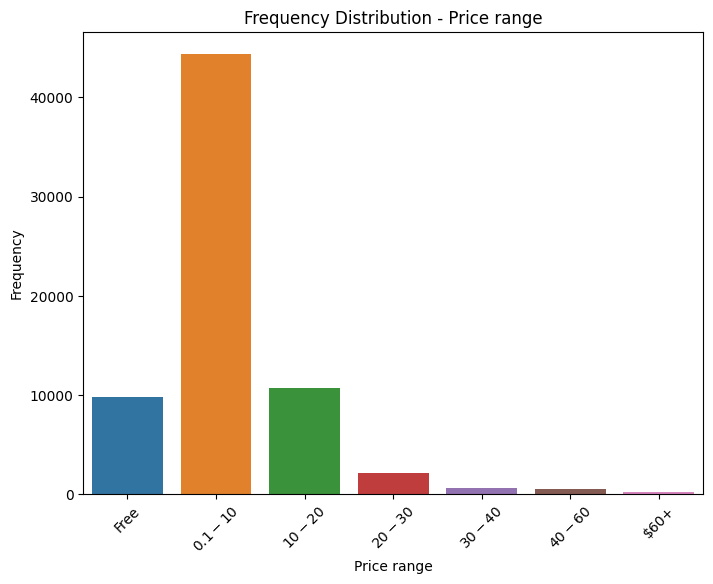 Frequency Distribution - Price range
Frequency
40000
30000
20000
10000
0
Free
0.1 − 10
10 − 20
20 − 30
30 − 40
40 − 60
$60+
Price range